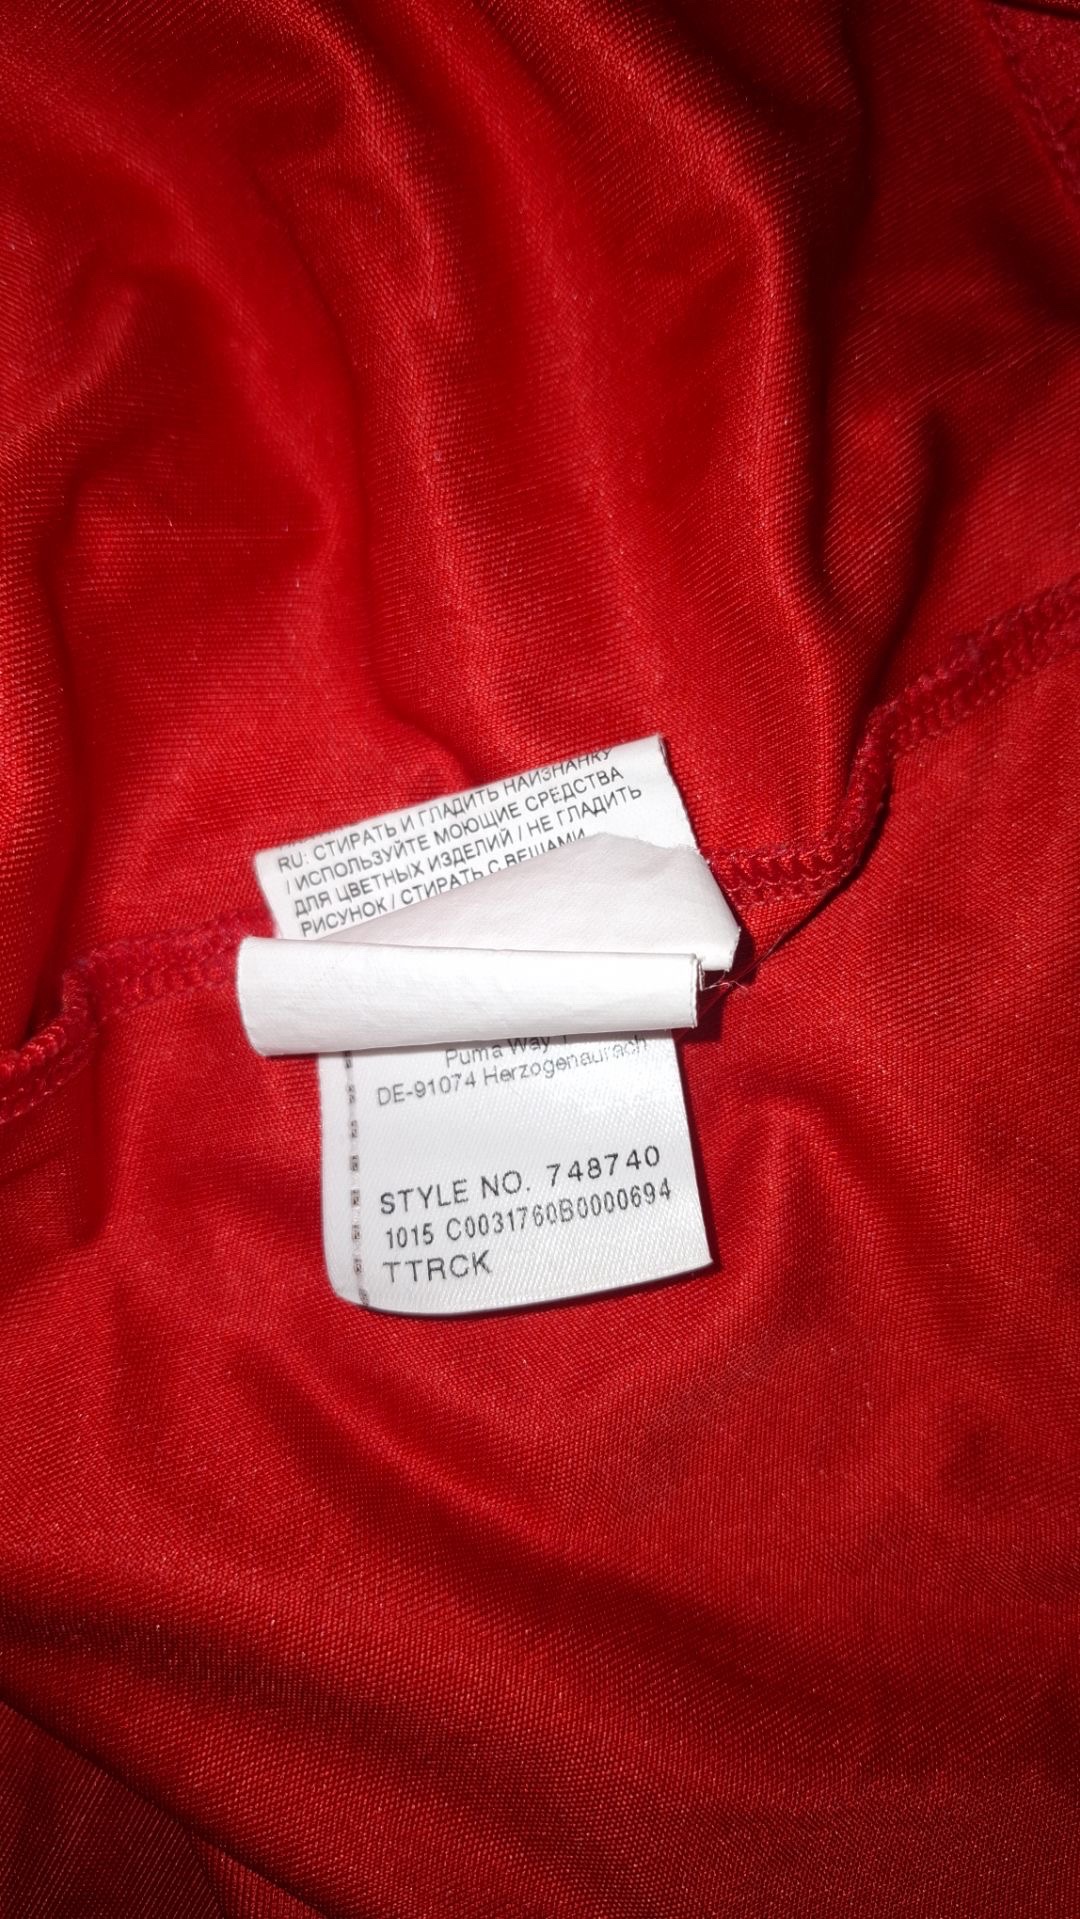 НАИЗНАНКУ
RU: СТИРАТЬ И ГЛАДИТЬ НАИЗНАНКУ
/ ИСПОЛЬЗУЙТЕ МОЮЩИЕ СРЕДСТВА
ДЛЯ ЦВЕТНЫХ ИЗДЕЛИЙ / НЕ ГЛАДИТЬ
РИСУНОК / СТИРАТЬ С ВЕЩАМИ
Puma Way
DE-91074 Herzogenaurach
STYLE NO. 748740
1015 C0031760B0000694
TTRCK